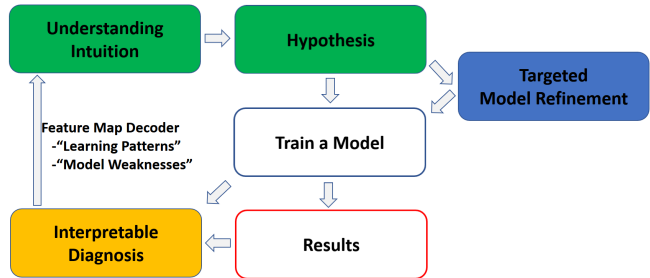 Understanding
Intuition
Hypothesis
Targeted
Model Refinement
Feature Map Decoder
-“Learning Patterns”
-“Model Weaknesses”
Train a Model
Interpretable
Diagnosis
Results